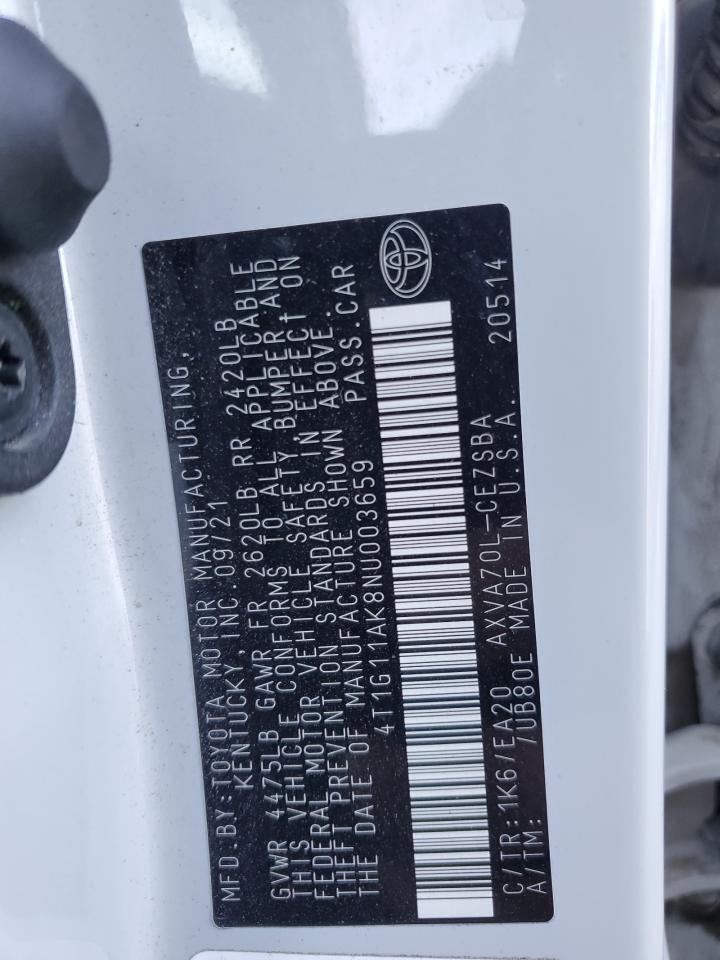 MFD.BY:TOYOTA MOTOR MANUFACTURING,
KENTUCKY, INC.09/21
GVWR 4475LB GAWR FR 2620LB RR 2420LB
THIS VEHICLE CONFORMS TO ALL APPLICABLE
FEDERAL MOTOR VEHICLE SAFETY, BUMPER, AND
THEFT PREVENTION STANDARDS IN EFFECT ON
THE DATE OF MANUFACTURE SHOWN ABOVE.
4T1G11AK8NU003659 PASS.CAR
C/TR:1K6/EA20 AXVA70L-CEZSBA
A/TM: /UB80E MADE IN U.S.A. 20514